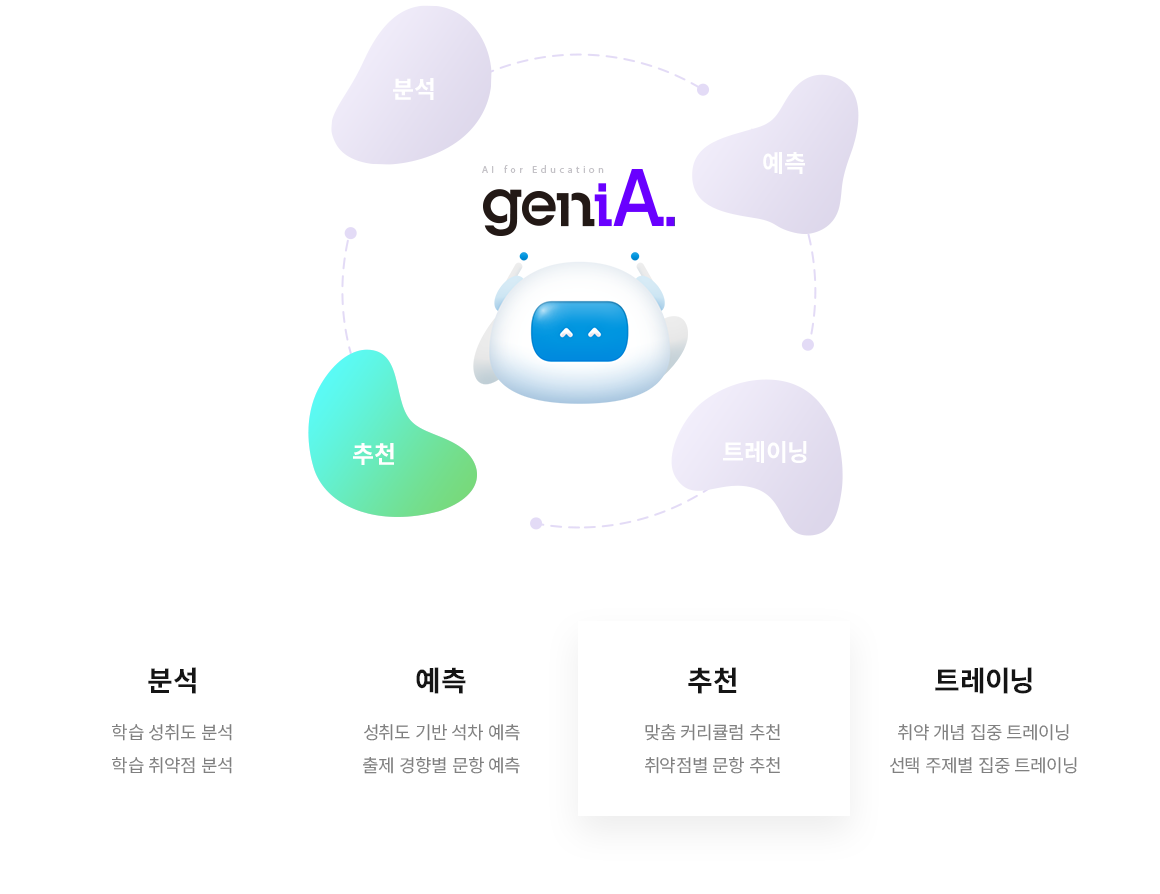 분석
예측
AI for Education
geniA.
추천
트레이닝
분석
학습 성취도 분석
학습 취약점 분석
예측
성취도 기반 석차 예측
출제 경향별 문항 예측
추천
맞춤 커리큘럼 추천
취약점별 문항 추천
트레이닝
취약 개념 집중 트레이닝
선택 주제별 집중 트레이닝